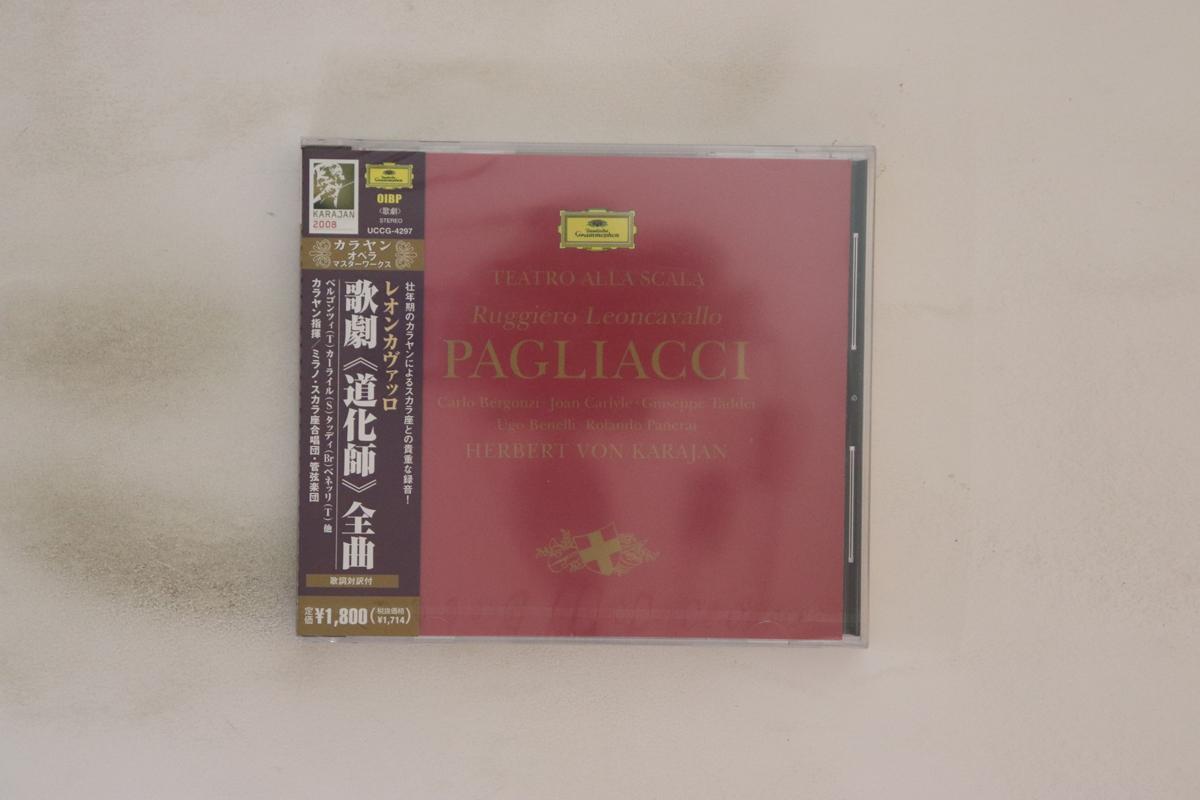 KARAJAN
2008
Deutsche
Grammophon
OIBP
〈歌劇〉
STEREO
UCCG-4297
カラヤン
オペラ
マスターワークス
壮年期のカラヤンによるスカラ座との貴重な録音!
レオンカヴァッロ
歌劇《道化師》全曲
ベルゴンツィ(T)カーライル(S)タッディ(Br)ベネッリ(T)他
カラヤン指揮/ミラノ・スカラ座合唱団・管弦楽団
歌詞対訳付
定価¥1,800(税抜価格¥1,714)
Deutsche
Grammophon
TEATRO ALLA SCALA
Ruggiero Leoncavallo
PAGLIACCI
Carlo Bergonzi · Joan Carlyle · Giuseppe Taddei
Ugo Benelli · Rolando Panerai
HERBERT VON KARAJAN